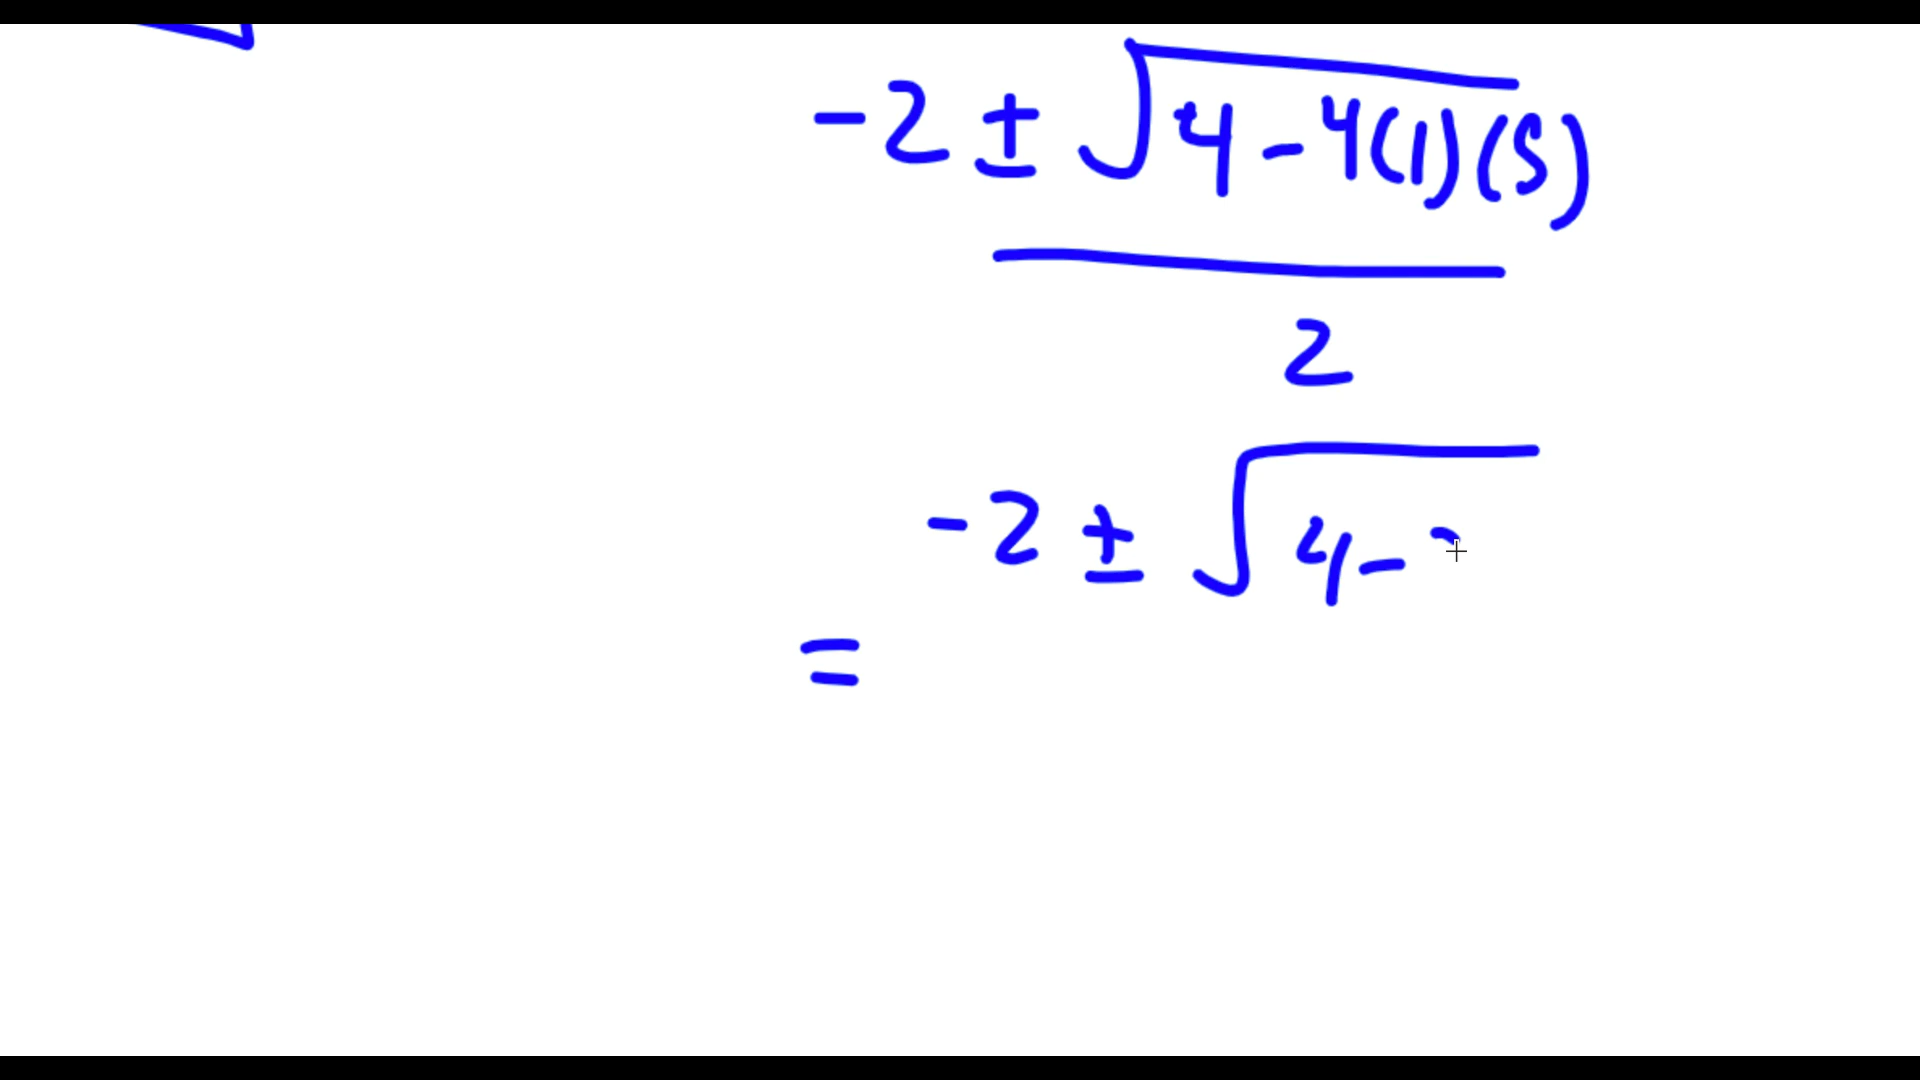 -2 ± √4-4(1)(5)
2
-2 ± √4-
=